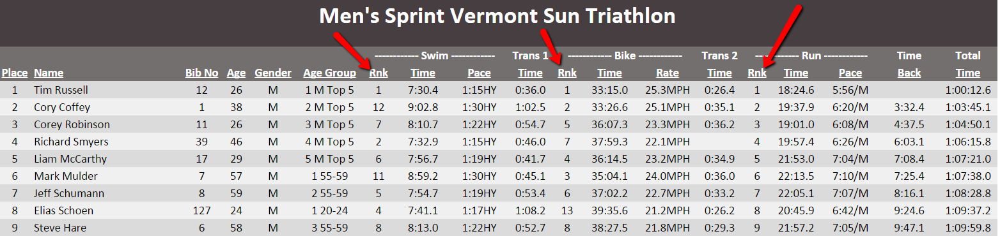 Men's Sprint Vermont Sun Triathlon
------------ Swim ------------ Trans 1 ------------ Bike ------------ Trans 2 ------------ Run ------------ Time Total
Place Name Bib No Age Gender Age Group Rnk Time Pace Time Rnk Time Rate Time Rnk Time Pace Back Time
1 Tim Russell 12 26 M 1 M Top 5 1 7:30.4 1:15HY 0:36.0 1 33:15.0 25.3MPH 0:26.4 1 18:24.6 5:56/M 1:00:12.6
2 Cory Coffey 1 38 M 2 M Top 5 12 9:02.8 1:30HY 1:02.5 2 33:26.6 25.1MPH 0:35.1 2 19:37.9 6:20/M 3:32.4 1:03:45.1
3 Corey Robinson 11 26 M 3 M Top 5 7 8:10.7 1:22HY 0:54.7 5 36:07.3 23.3MPH 0:36.2 3 19:01.0 6:08/M 4:37.5 1:04:50.1
4 Richard Smyers 39 46 M 4 M Top 5 2 7:32.9 1:15HY 0:46.0 7 37:59.3 22.1MPH 4 19:57.4 6:26/M 6:03.1 1:06:15.8
5 Liam McCarthy 17 29 M 5 M Top 5 6 7:56.7 1:19HY 0:41.7 4 36:14.5 23.2MPH 0:34.9 5 21:53.0 7:04/M 7:08.4 1:07:21.0
6 Mark Mulder 7 57 M 1 55-59 11 8:59.2 1:30HY 0:45.1 3 35:04.1 24.0MPH 0:36.0 6 22:13.5 7:10/M 7:25.4 1:07:38.0
7 Jeff Schumann 8 59 M 2 55-59 5 7:54.7 1:19HY 0:53.4 6 37:02.2 22.7MPH 0:33.2 7 22:05.1 7:07/M 8:16.1 1:08:28.8
8 Elias Schoen 127 24 M 1 20-24 4 7:41.1 1:17HY 1:08.2 13 39:35.6 21.2MPH 0:26.2 8 20:45.9 6:42/M 9:24.6 1:09:37.2
9 Steve Hare 6 58 M 3 55-59 8 8:13.0 1:22HY 0:52.7 8 38:27.5 21.8MPH 0:29.3 9 21:57.2 7:05/M 9:47.1 1:09:59.8